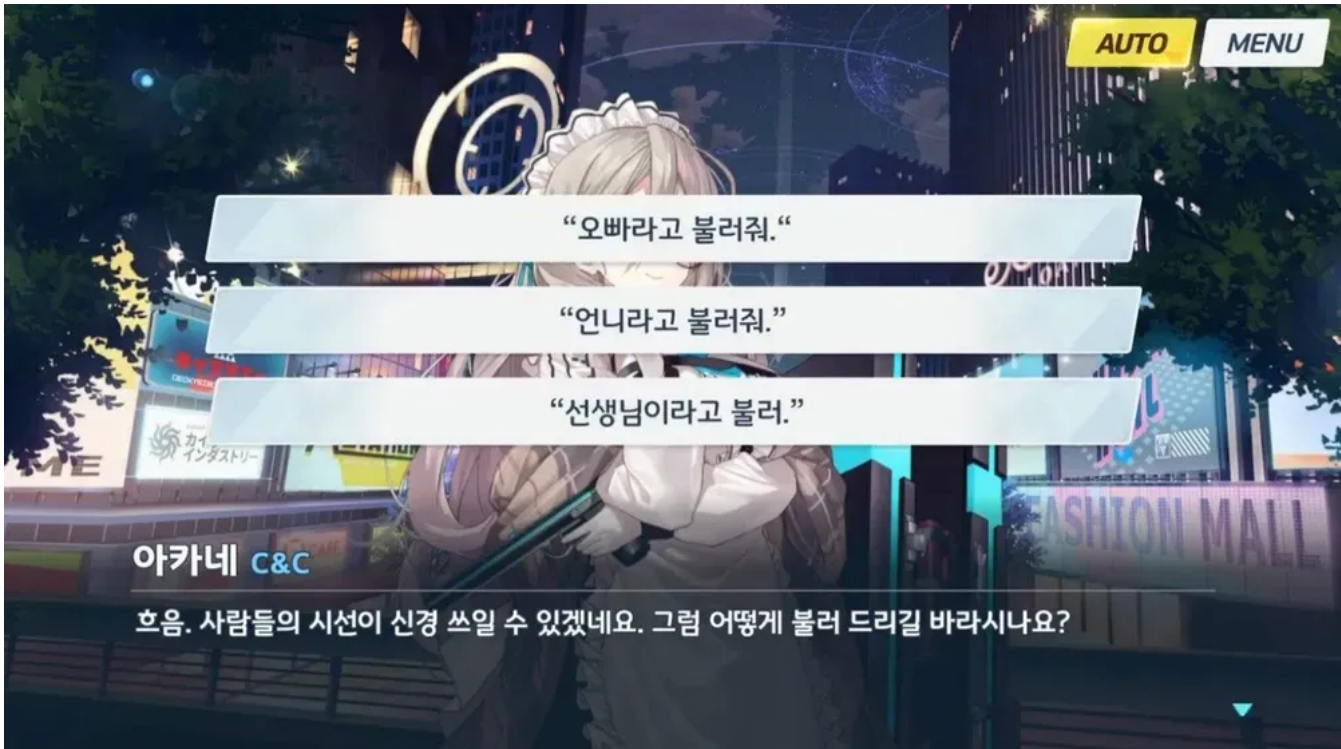 AUTO
MENU
“오빠라고 불러줘.“
“언니라고 불러줘.”
“선생님이라고 불러.”
インダストリー
ME
FASHION MALL
아카네 C&C
흐음. 사람들의 시선이 신경 쓰일 수 있겠네요. 그럼 어떻게 불러 드리길 바라시나요?